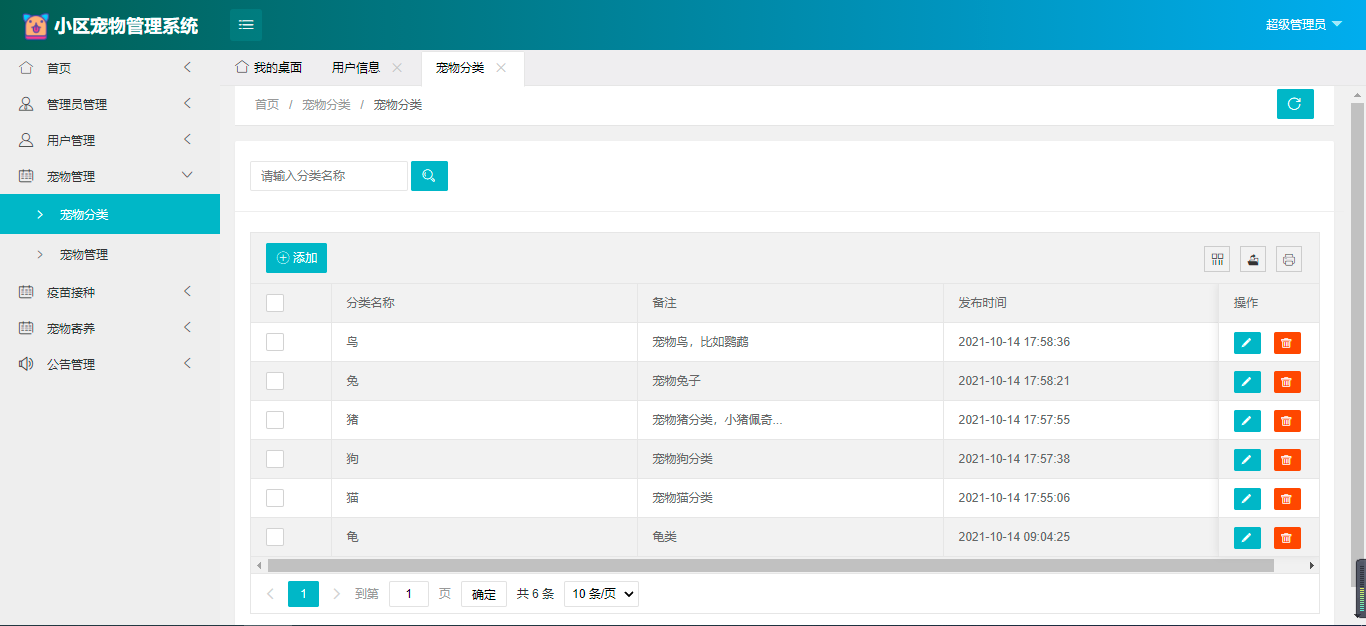 小区宠物管理系统
超级管理员
首页
管理员管理
用户管理
宠物管理
宠物分类
宠物管理
疫苗接种
宠物寄养
公告管理
我的桌面 用户信息 宠物分类
首页 / 宠物分类 / 宠物分类
请输入分类名称
添加
分类名称 备注 发布时间 操作
鸟 宠物鸟，比如鹦鹉 2021-10-14 17:58:36
兔 宠物兔子 2021-10-14 17:58:21
猪 宠物猪分类，小猪佩奇... 2021-10-14 17:57:55
狗 宠物狗分类 2021-10-14 17:57:38
猫 宠物猫分类 2021-10-14 17:55:06
龟 龟类 2021-10-14 09:04:25
1 到第 1 页 确定 共 6 条 10 条/页